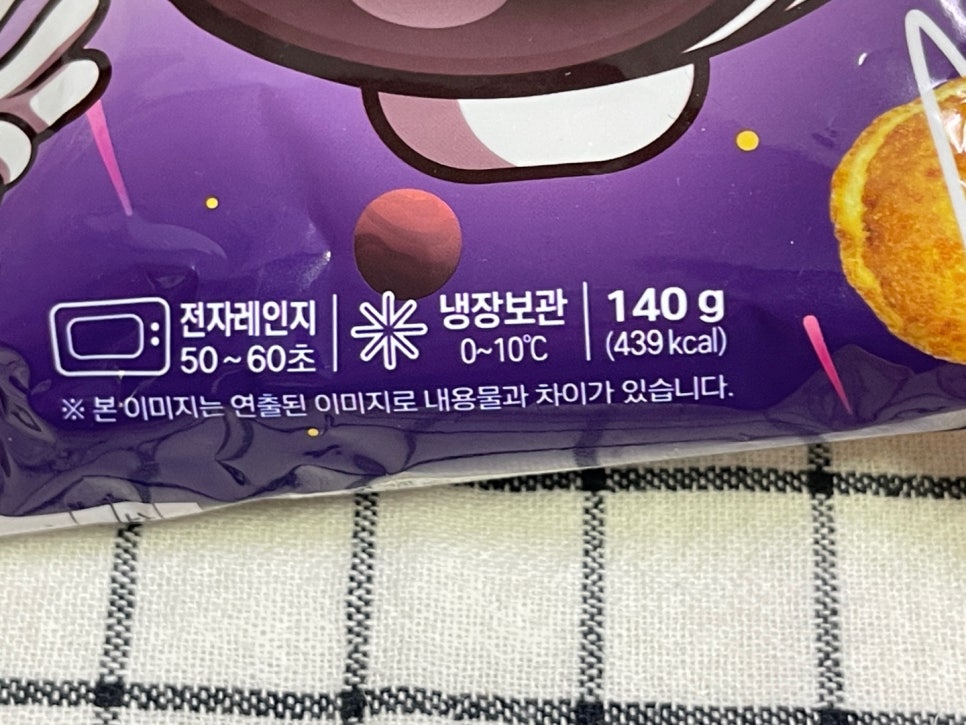 전자레인지
50~60초
냉장보관
0~10℃
140 g
(439 kcal)
※ 본 이미지는 연출된 이미지로 내용물과 차이가 있습니다.